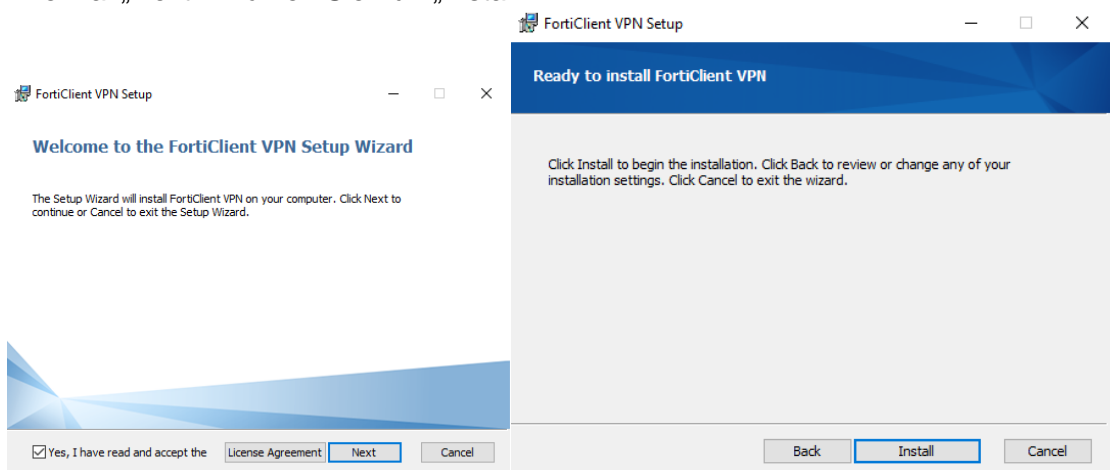 FortiClient VPN Setup
Welcome to the FortiClient VPN Setup Wizard
The Setup Wizard will install FortiClient VPN on your computer. Click Next to
continue or Cancel to exit the Setup Wizard.
Yes, I have read and accept the License Agreement Next Cancel
FortiClient VPN Setup
Ready to install FortiClient VPN
Click Install to begin the installation. Click Back to review or change any of your
installation settings. Click Cancel to exit the wizard.
Back Install Cancel